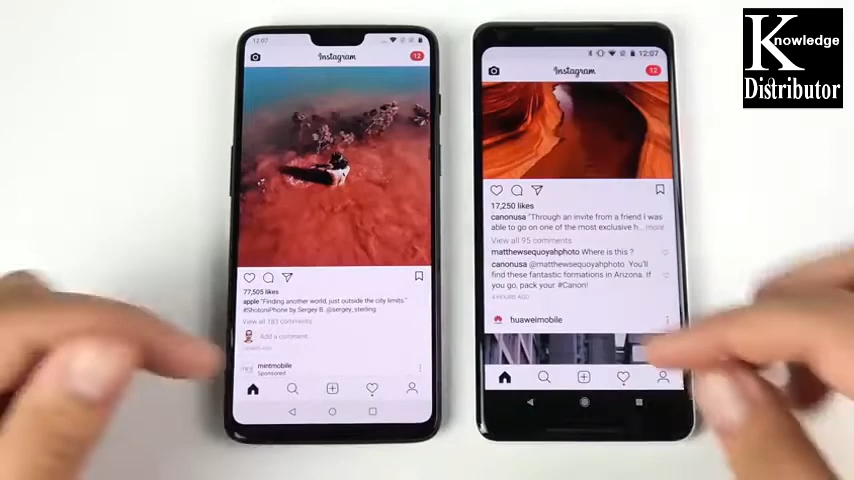 12:07
Instagram
12
77,505 likes
apple "Finding another world, just outside the city limits."
#ShotoniPhone by Sergey B. @sergey_sterling
View all 183 comments
Add a comment...
mintmobile
Sponsored
12:07
Instagram
12
17,250 likes
canonusa "Through an invite from a friend I was
able to go on one of the most exclusive h... more
View all 95 comments
matthewsequoyahphoto Where is this ?
canonusa @matthewsequoyahphoto. You'll
find these fantastic formations in Arizona. If
you go, pack your #Canon!
4 HOURS AGO
huaweimobile
Knowledge
Distributor